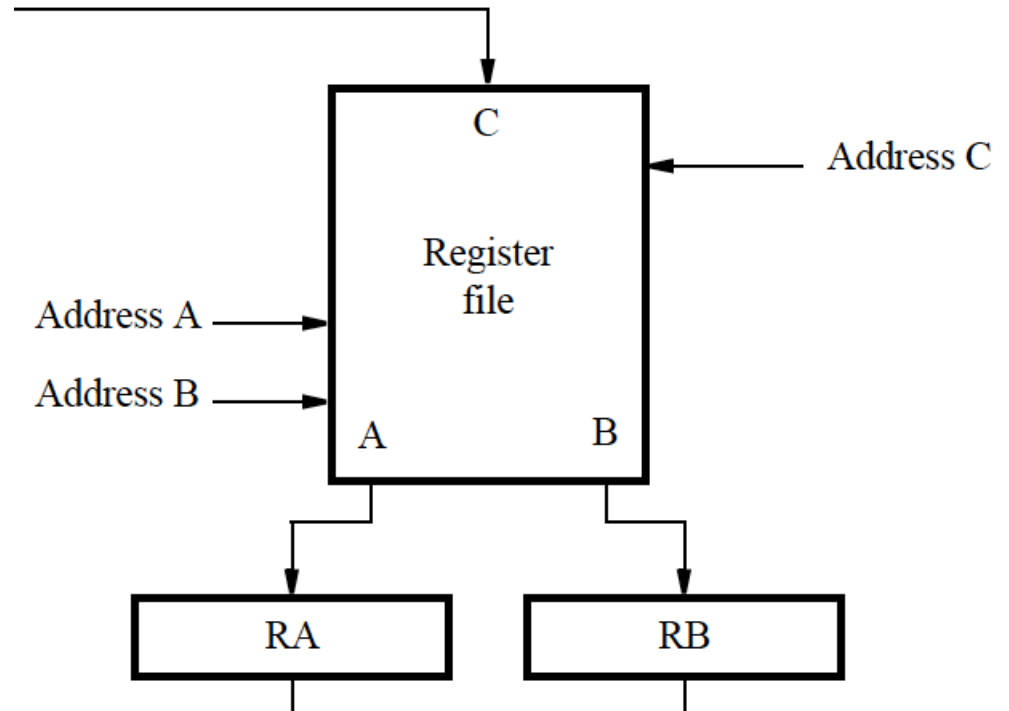 C
Address C
Register
file
Address A
Address B
A
B
RA
RB